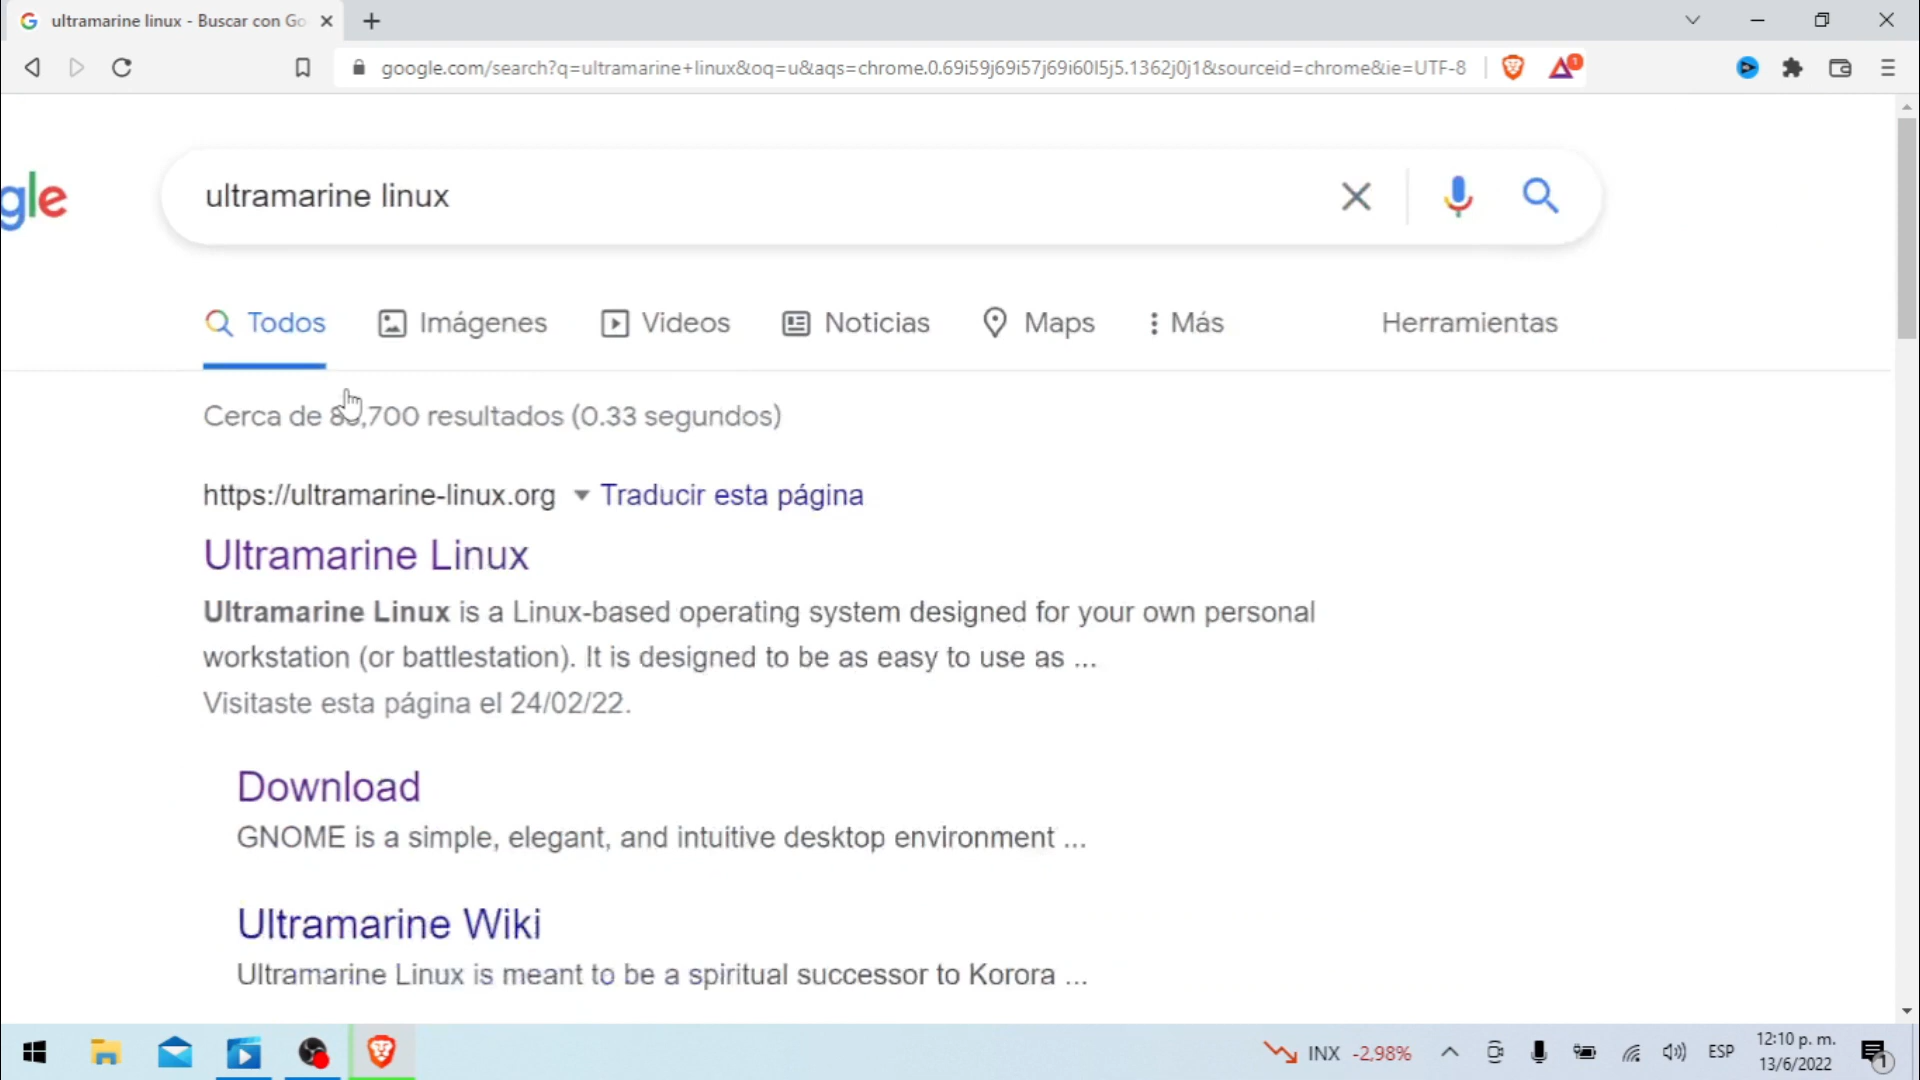 ultramarine linux - Buscar con Go
google.com/search?q=ultramarine+linux&oq=u&aqs=chrome.0.69i59j69i57j69i60l5j5.1362j0j1&sourceid=chrome&ie=UTF-8
1
gle
ultramarine linux
Todos
Imágenes
Videos
Noticias
Maps
Más
Herramientas
Cerca de ,700 resultados (0.33 segundos)
https://ultramarine-linux.org
Traducir esta página
Ultramarine Linux
Ultramarine Linux is a Linux-based operating system designed for your own personal
workstation (or battlestation). It is designed to be as easy to use as ...
Visitaste esta página el 24/02/22.
Download
GNOME is a simple, elegant, and intuitive desktop environment ...
Ultramarine Wiki
Ultramarine Linux is meant to be a spiritual successor to Korora ...
INX -2,98%
ESP
12:10 p. m.
13/6/2022
1